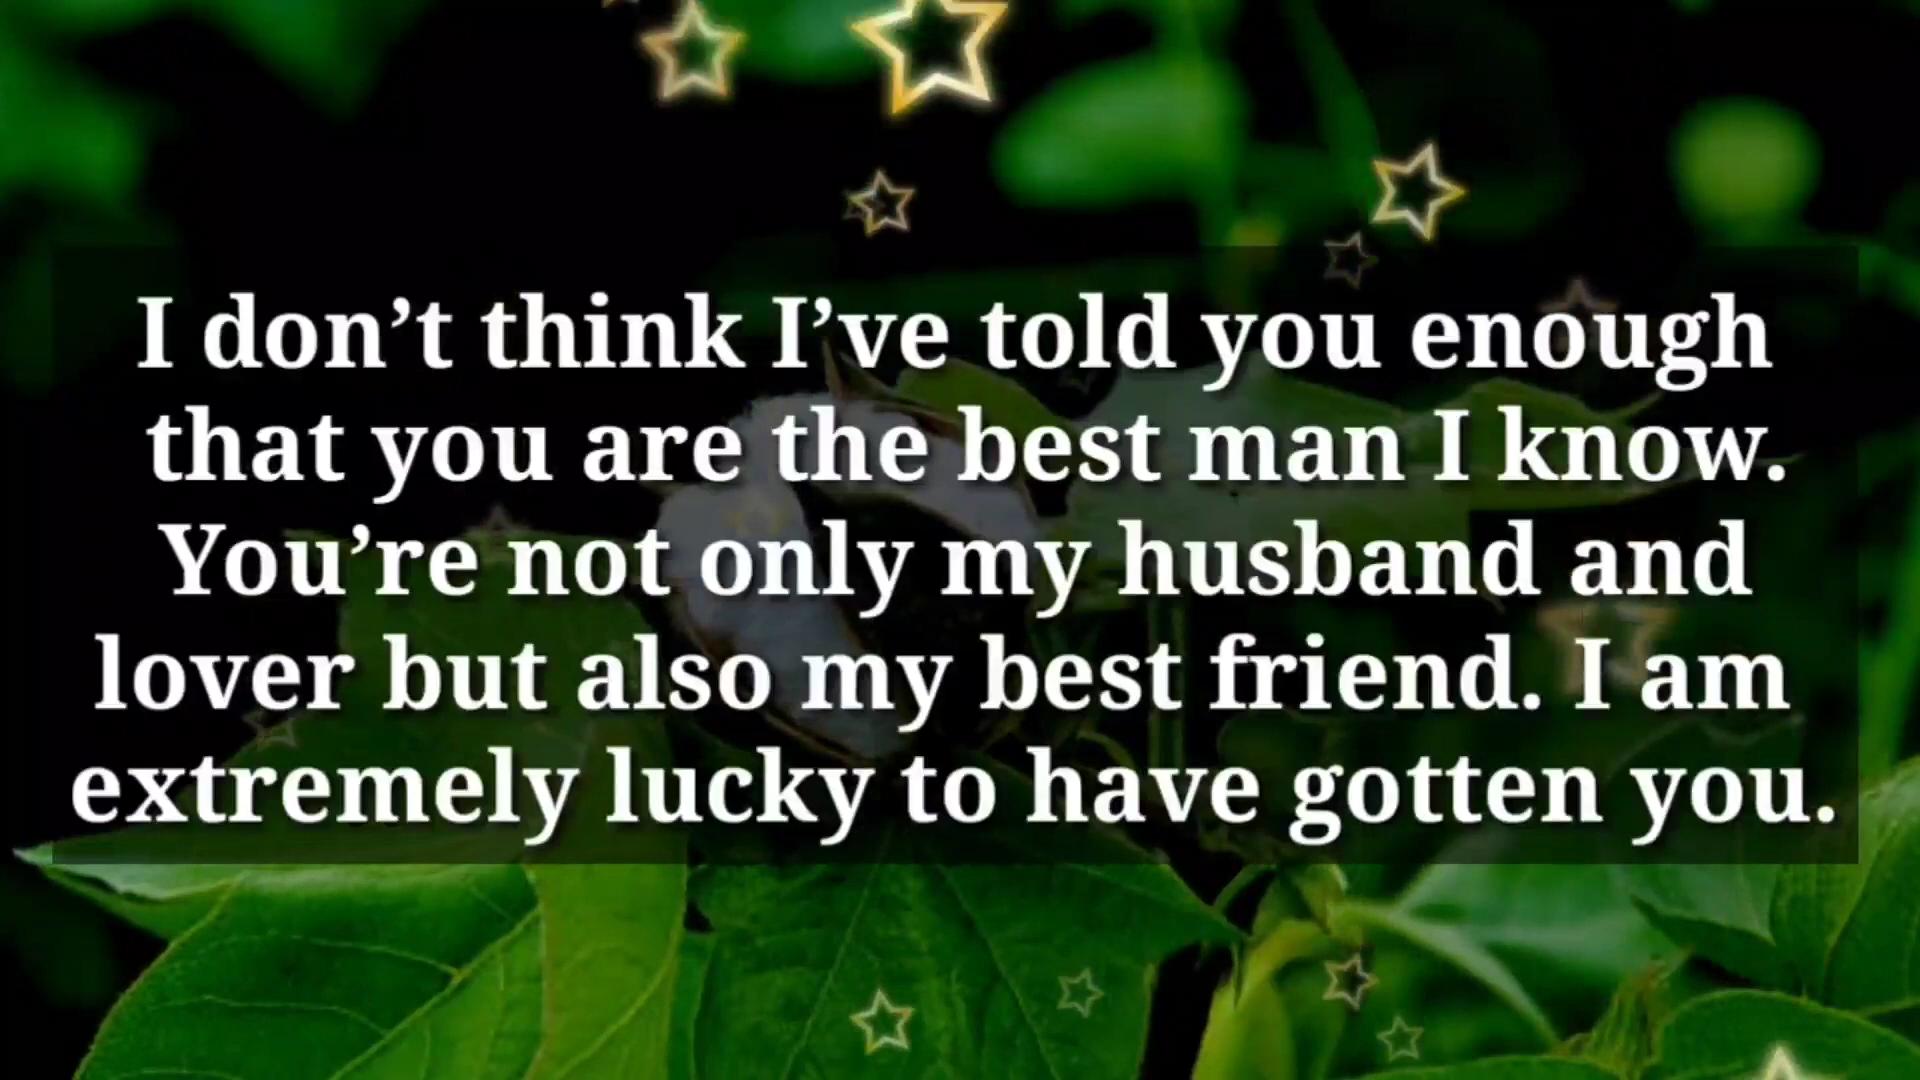 I don’t think I’ve told you enough
that you are the best man I know.
You’re not only my husband and
lover but also my best friend. I am
extremely lucky to have gotten you.